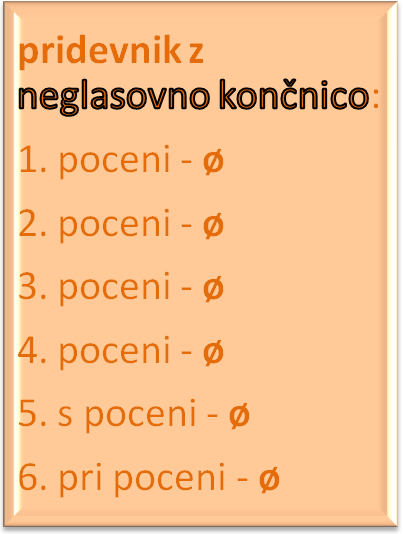 pridevnik z
neglasovno končnico:
1. poceni - ø
2. poceni - ø
3. poceni - ø
4. poceni - ø
5. s poceni - ø
6. pri poceni - ø